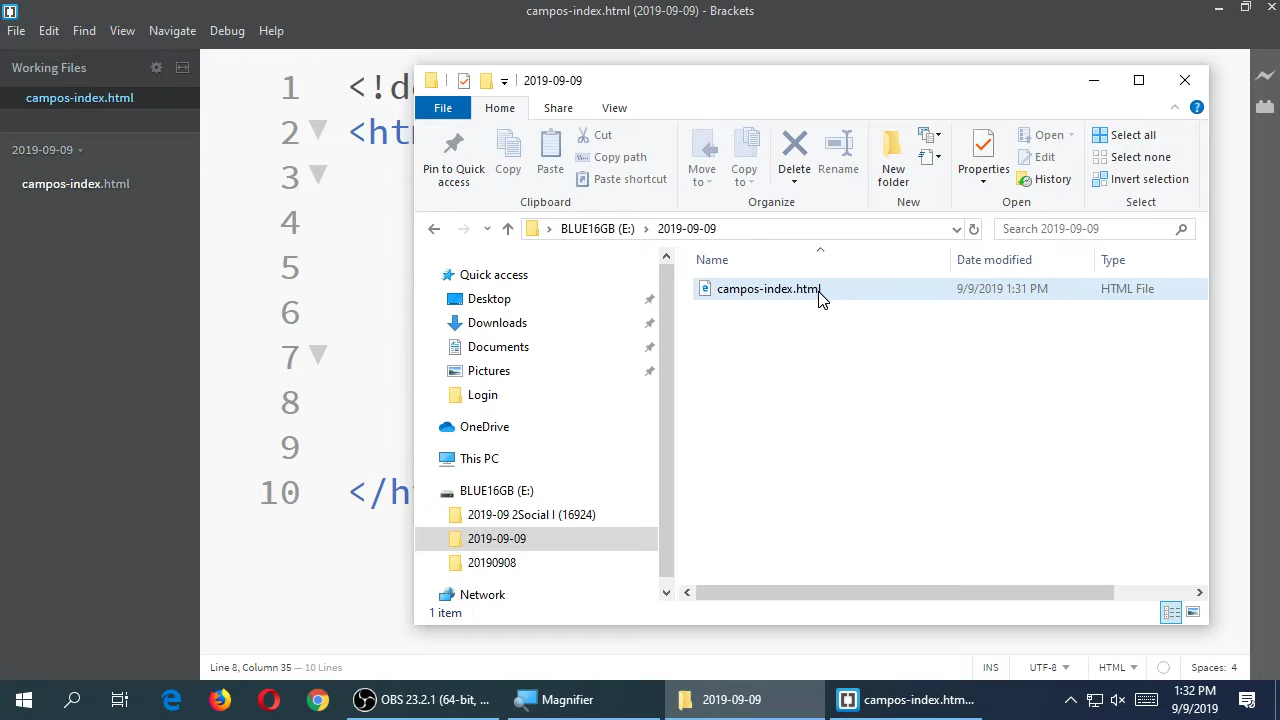 campos-index.html (2019-09-09) - Brackets
File Edit Find View Navigate Debug Help
Working Files
campos-index.html
2019-09-09
campos-index.html
1 <!do
2 <htm
3
4
5
6
7
8
9
10 </h
2019-09-09
File Home Share View
Pin to Quick access
Copy
Paste
Cut
Copy path
Paste shortcut
Clipboard
Move to
Copy to
Delete
Rename
Organize
New folder
New
Properties
Open
Edit
History
Open
Select all
Select none
Invert selection
Select
BLUE16GB (E:) 2019-09-09
Search 2019-09-09
Quick access
Desktop
Downloads
Documents
Pictures
Login
OneDrive
This PC
BLUE16GB (E:)
2019-09 2Social I (16924)
2019-09-09
20190908
Network
Name Date modified Type
campos-index.html 9/9/2019 1:31 PM HTML File
1 item
Line 8, Column 35 — 10 Lines
INS UTF-8 HTML Spaces: 4
OBS 23.2.1 (64-bit, ...
Magnifier
2019-09-09
campos-index.htm...
1:32 PM
9/9/2019